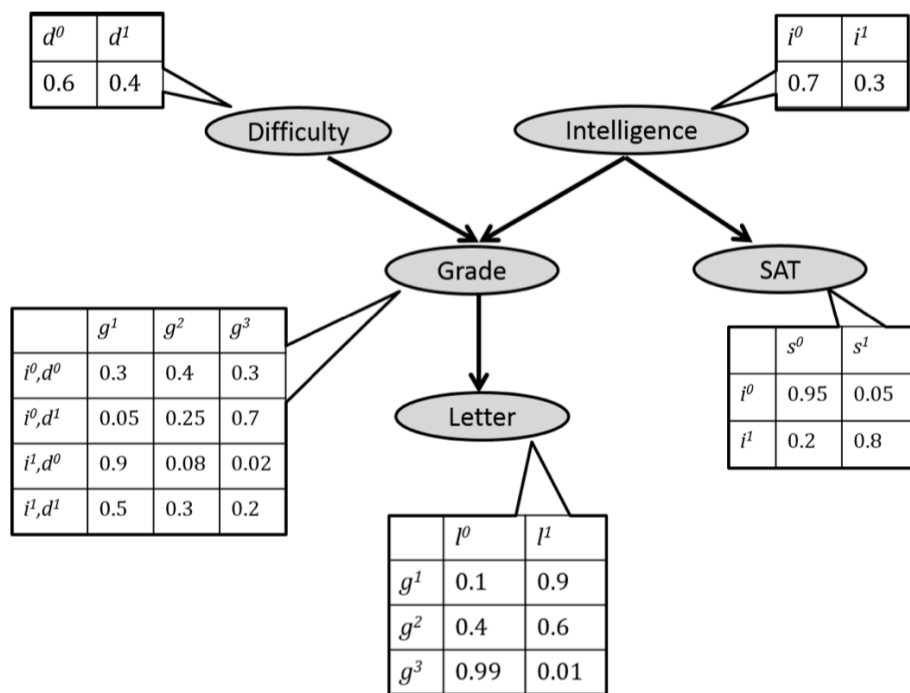 d⁰ d¹
0.6 0.4
i⁰ i¹
0.7 0.3
Difficulty
Intelligence
Grade
SAT
g¹ g² g³
i⁰,d⁰ 0.3 0.4 0.3
i⁰,d¹ 0.05 0.25 0.7
i¹,d⁰ 0.9 0.08 0.02
i¹,d¹ 0.5 0.3 0.2
s⁰ s¹
i⁰ 0.95 0.05
i¹ 0.2 0.8
Letter
l⁰ l¹
g¹ 0.1 0.9
g² 0.4 0.6
g³ 0.99 0.01